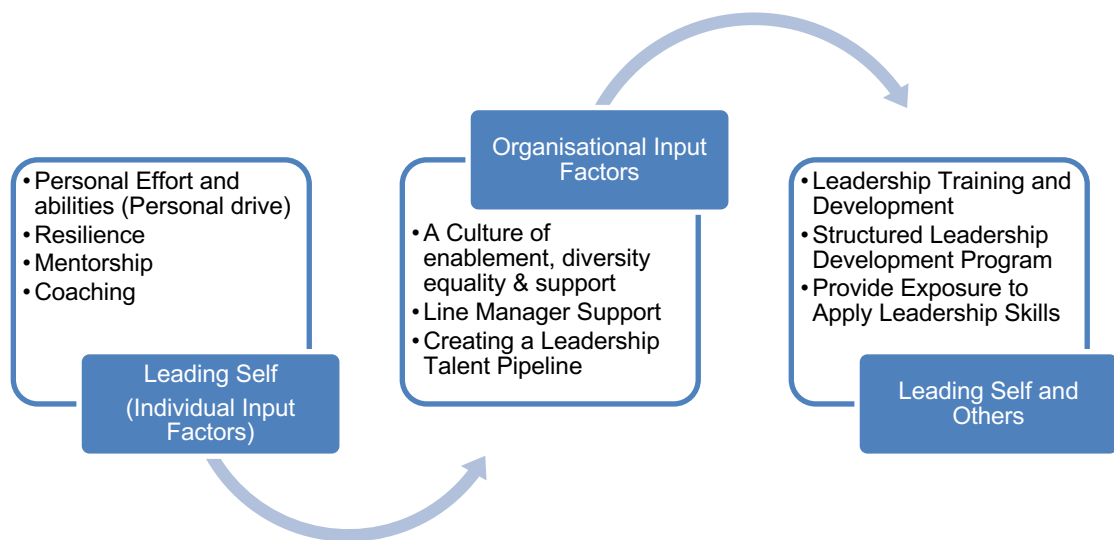 • Personal Effort and
abilities (Personal drive)
• Resilience
• Mentorship
• Coaching
Leading Self
(Individual Input
Factors)
Organisational Input
Factors
• A Culture of
enablement, diversity
equality & support
• Line Manager Support
• Creating a Leadership
Talent Pipeline
• Leadership Training and
Development
• Structured Leadership
Development Program
• Provide Exposure to
Apply Leadership Skills
Leading Self and
Others